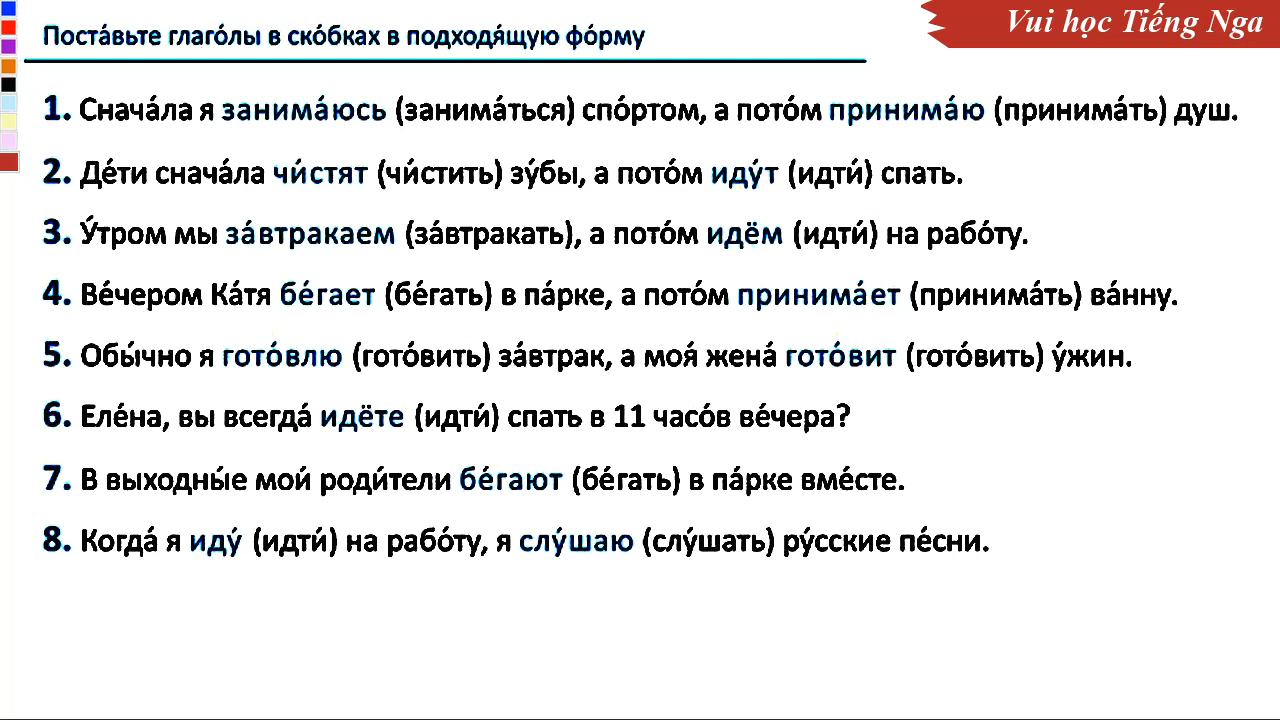 Поста́вьте глаго́лы в ско́бках в подходя́щую фо́рму
Vui học Tiếng Nga
1. Снача́ла я занима́юсь (занима́ться) спо́ртом, а пото́м принима́ю (принима́ть) душ.
2. Де́ти снача́ла чи́стят (чи́стить) зу́бы, а пото́м иду́т (идти́) спать.
3. У́тром мы за́втракаем (за́втракать), а пото́м идём (идти́) на рабо́ту.
4. Ве́чером Ка́тя бе́гает (бе́гать) в па́рке, а пото́м принима́ет (принима́ть) ва́нну.
5. Обы́чно я гото́влю (гото́вить) за́втрак, а моя́ жена́ гото́вит (гото́вить) у́жин.
6. Еле́на, вы всегда́ идёте (идти́) спать в 11 часо́в ве́чера?
7. В выходны́е мои́ роди́тели бе́гают (бе́гать) в па́рке вме́сте.
8. Когда́ я иду́ (идти́) на рабо́ту, я слу́шаю (слу́шать) ру́сские пе́сни.